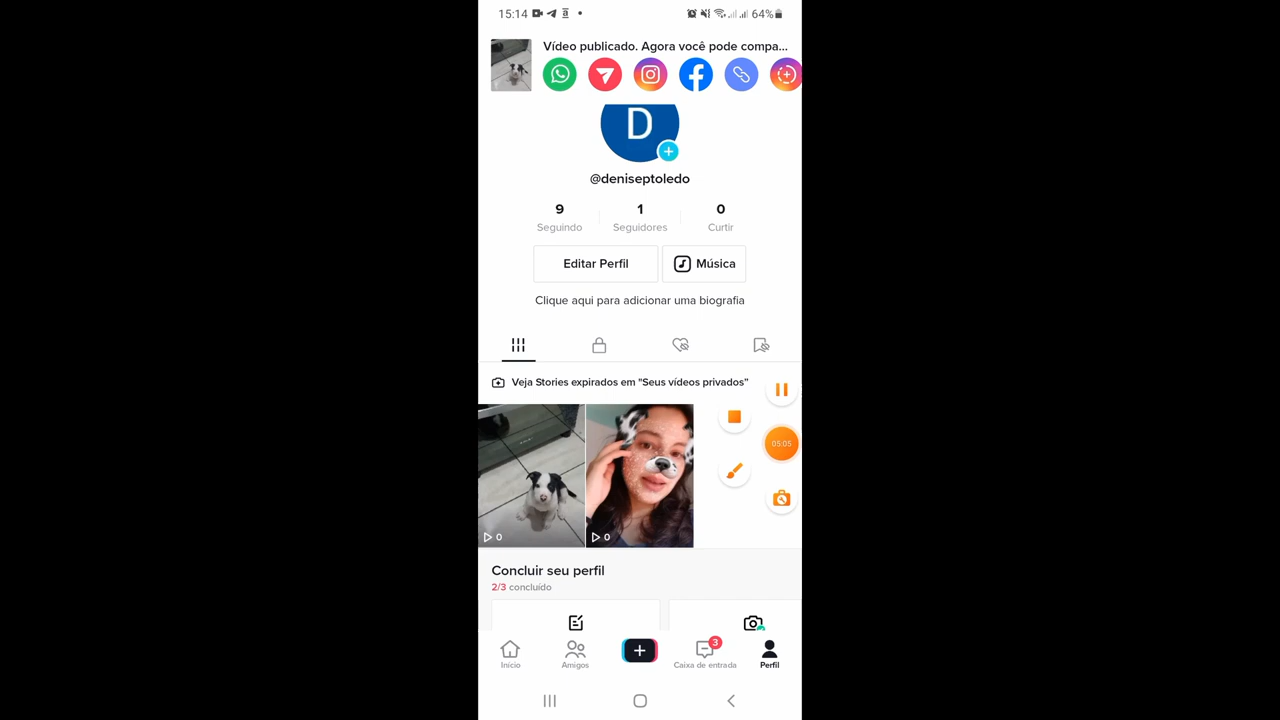 15:14 64%
Vídeo publicado. Agora você pode compa...
D
@deniseptoledo
9 1 0
Seguindo Seguidores Curtir
Editar Perfil Música
Clique aqui para adicionar uma biografia
Veja Stories expirados em "Seus vídeos privados"
05:05
0 0
Concluir seu perfil
2/3 concluído
3
Início Amigos Caixa de entrada Perfil